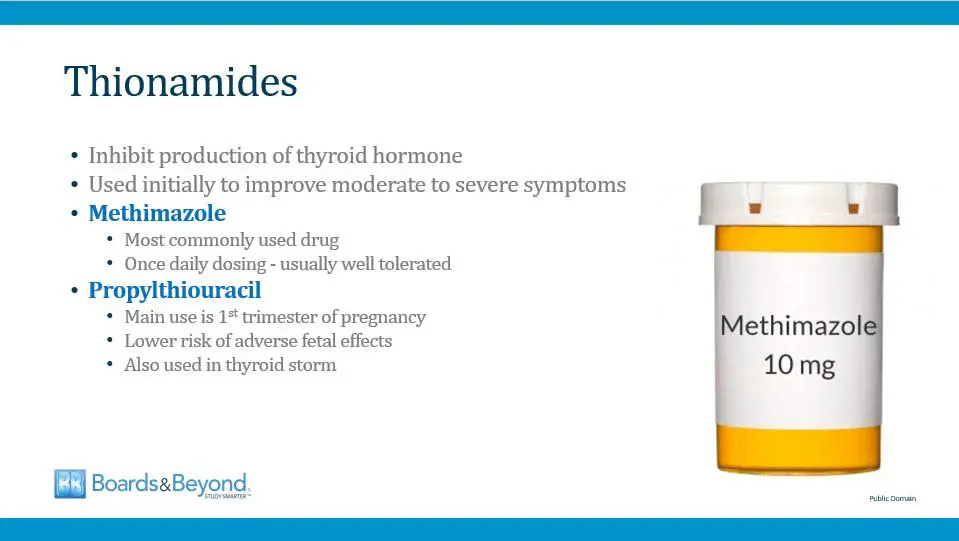 Thionamides
• Inhibit production of thyroid hormone
• Used initially to improve moderate to severe symptoms
• Methimazole
• Most commonly used drug
• Once daily dosing - usually well tolerated
• Propylthiouracil
• Main use is 1st trimester of pregnancy
• Lower risk of adverse fetal effects
• Also used in thyroid storm
Methimazole
10 mg
BB Boards&Beyond.
STUDY SMARTER™
Public Domain